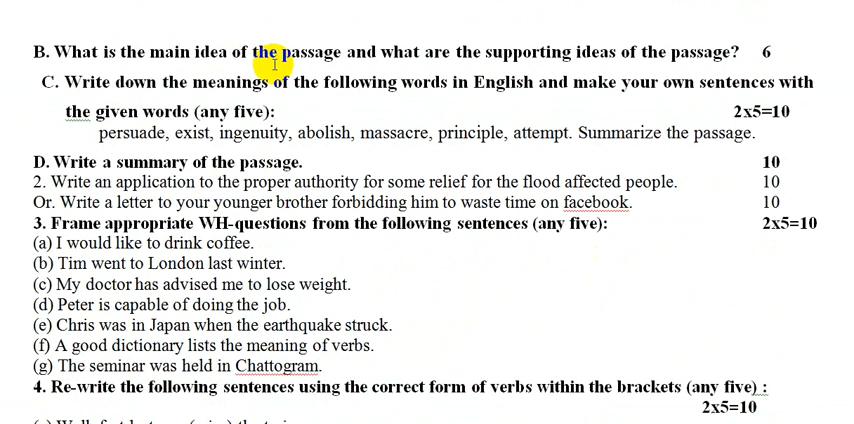 B. What is the main idea of the passage and what are the supporting ideas of the passage? 6
C. Write down the meanings of the following words in English and make your own sentences with
the given words (any five): 2x5=10
persuade, exist, ingenuity, abolish, massacre, principle, attempt. Summarize the passage.
D. Write a summary of the passage. 10
2. Write an application to the proper authority for some relief for the flood affected people. 10
Or. Write a letter to your younger brother forbidding him to waste time on facebook. 10
3. Frame appropriate WH-questions from the following sentences (any five): 2x5=10
(a) I would like to drink coffee.
(b) Tim went to London last winter.
(c) My doctor has advised me to lose weight.
(d) Peter is capable of doing the job.
(e) Chris was in Japan when the earthquake struck.
(f) A good dictionary lists the meaning of verbs.
(g) The seminar was held in Chattogram.
4. Re-write the following sentences using the correct form of verbs within the brackets (any five) :
2x5=10